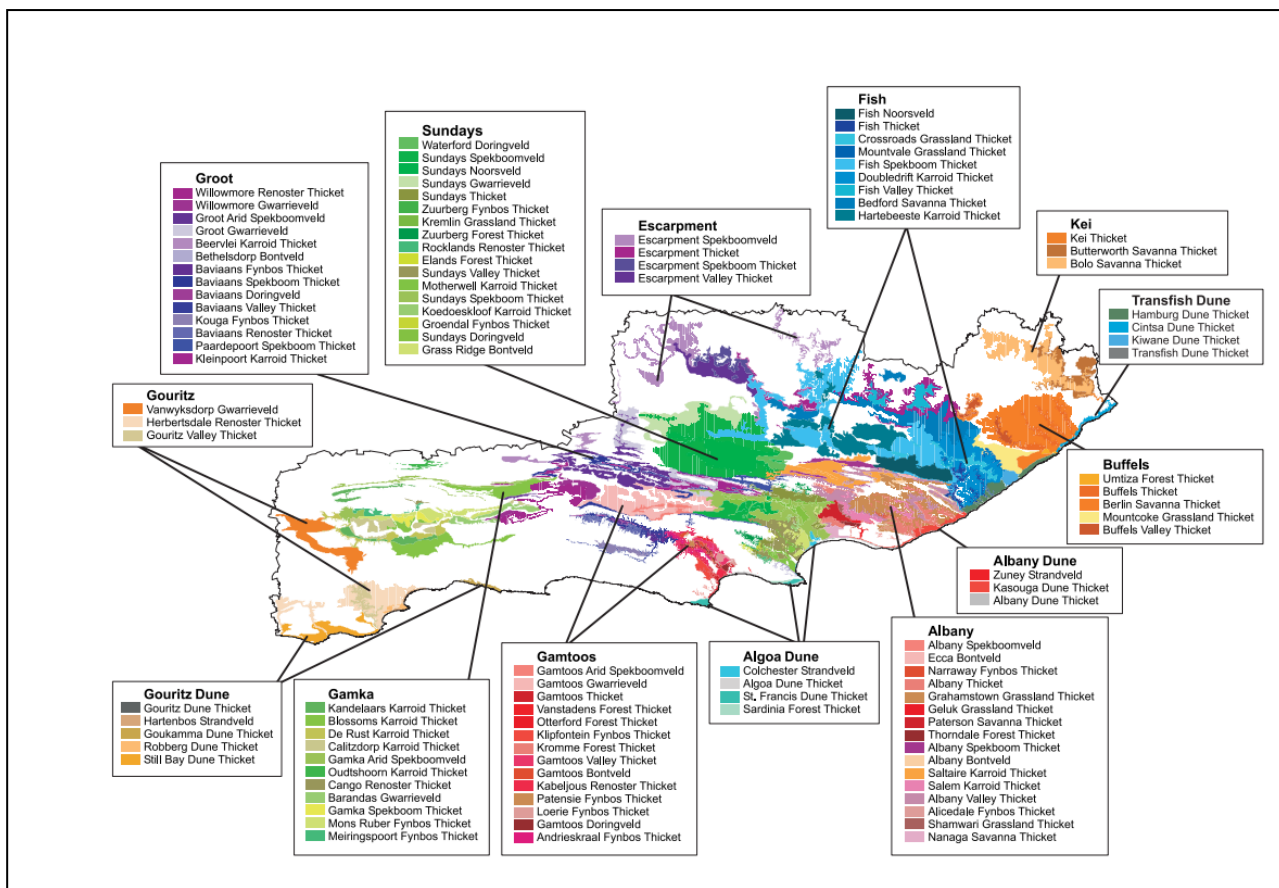 Fish
Fish Noorsveld
Fish Thicket
Crossroads Grassland Thicket
Mountvale Grassland Thicket
Fish Spekboom Thicket
Doubledrift Karroid Thicket
Fish Valley Thicket
Bedford Savanna Thicket
Hartebeeste Karroid Thicket
Sundays
Waterford Doringveld
Sundays Spekboomveld
Sundays Noorsveld
Sundays Gwarrieveld
Sundays Thicket
Zuurberg Fynbos Thicket
Kremlin Grassland Thicket
Zuurberg Forest Thicket
Rocklands Renoster Thicket
Elands Forest Thicket
Sundays Valley Thicket
Motherwell Karroid Thicket
Sundays Spekboom Thicket
Koedoeskloof Karroid Thicket
Groendal Fynbos Thicket
Sundays Doringveld
Grass Ridge Bontveld
Groot
Willowmore Renoster Thicket
Willowmore Gwarrieveld
Groot Arid Spekboomveld
Groot Gwarrieveld
Beervlei Karroid Thicket
Bethelsdorp Bontveld
Baviaans Fynbos Thicket
Baviaans Spekboom Thicket
Baviaans Doringveld
Baviaans Valley Thicket
Kouga Fynbos Thicket
Baviaans Renoster Thicket
Paardepoort Spekboom Thicket
Kleinpoort Karroid Thicket
Escarpment
Escarpment Spekboomveld
Escarpment Thicket
Escarpment Spekboom Thicket
Escarpment Valley Thicket
Kei
Kei Thicket
Butterworth Savanna Thicket
Bolo Savanna Thicket
Transfish Dune
Hamburg Dune Thicket
Cintsa Dune Thicket
Kiwane Dune Thicket
Transfish Dune Thicket
Gouritz
Vanwyksdorp Gwarrieveld
Herbertsdale Renoster Thicket
Gouritz Valley Thicket
Buffels
Umtiza Forest Thicket
Buffels Thicket
Berlin Savanna Thicket
Mountcoke Grassland Thicket
Buffels Valley Thicket
Albany Dune
Zuney Strandveld
Kasouga Dune Thicket
Albany Dune Thicket
Gouritz Dune
Gouritz Dune Thicket
Hartenbos Strandveld
Goukamma Dune Thicket
Robberg Dune Thicket
Still Bay Dune Thicket
Gamka
Kandelaars Karroid Thicket
Blossoms Karroid Thicket
De Rust Karroid Thicket
Calitzdorp Karroid Thicket
Gamka Arid Spekboomveld
Oudtshoorn Karroid Thicket
Cango Renoster Thicket
Barandas Gwarrieveld
Gamka Spekboom Thicket
Mons Ruber Fynbos Thicket
Meiringspoort Fynbos Thicket
Gamtoos
Gamtoos Arid Spekboomveld
Gamtoos Gwarrieveld
Gamtoos Thicket
Vanstadens Forest Thicket
Otterford Forest Thicket
Klipfontein Fynbos Thicket
Kromme Forest Thicket
Gamtoos Valley Thicket
Gamtoos Bontveld
Kabeljous Renoster Thicket
Patensie Fynbos Thicket
Loerie Fynbos Thicket
Gamtoos Doringveld
Andrieskraal Fynbos Thicket
Algoa Dune
Colchester Strandveld
Algoa Dune Thicket
St. Francis Dune Thicket
Sardinia Forest Thicket
Albany
Albany Spekboomveld
Ecca Bontveld
Narraway Fynbos Thicket
Albany Thicket
Grahamstown Grassland Thicket
Geluk Grassland Thicket
Paterson Savanna Thicket
Thorndale Forest Thicket
Albany Spekboom Thicket
Albany Bontveld
Saltaire Karroid Thicket
Salem Karroid Thicket
Albany Valley Thicket
Alicedale Fynbos Thicket
Shamwari Grassland Thicket
Nanaga Savanna Thicket